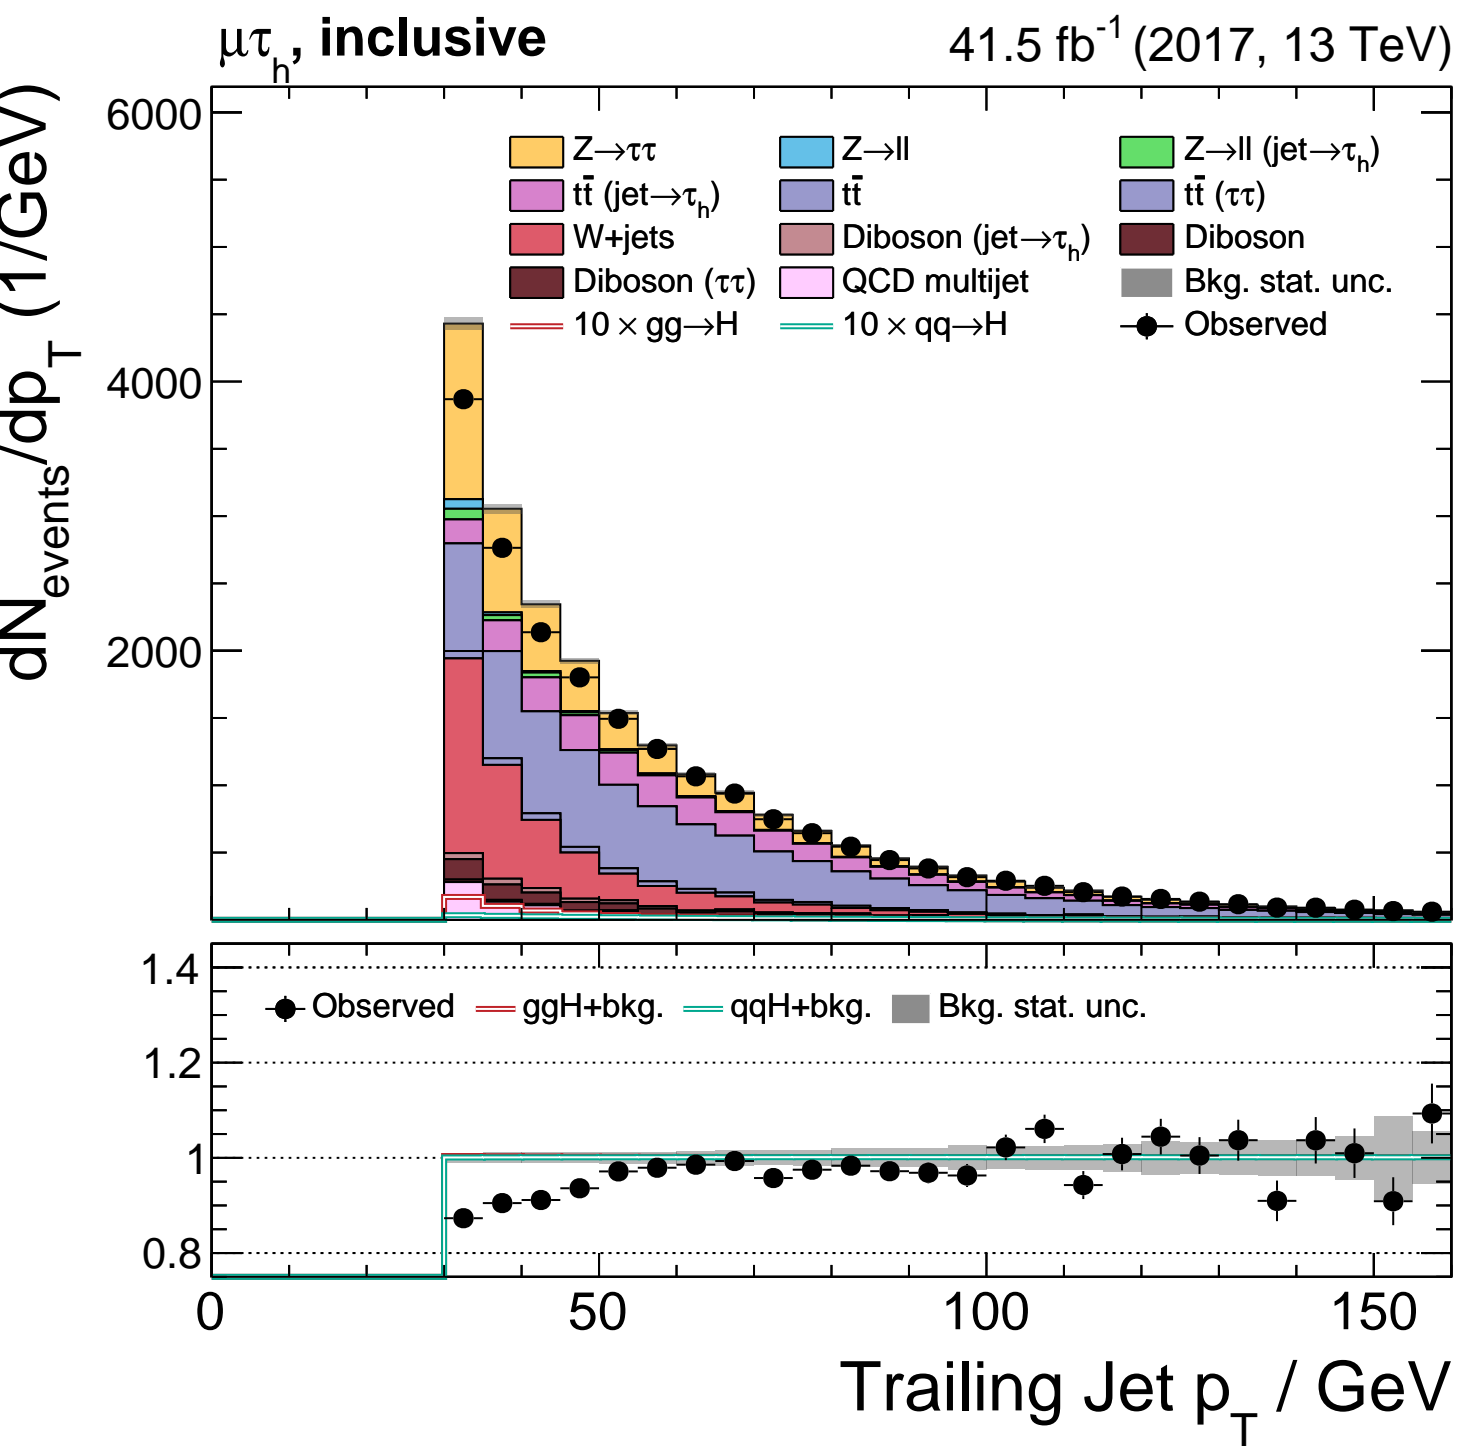 μτh, inclusive
41.5 fb-1 (2017, 13 TeV)
dNevents/dpT (1/GeV)
6000
4000
2000
Z→ττ
Z→ll
Z→ll (jet→τh)
tt̄ (jet→τh)
tt̄
tt̄ (ττ)
W+jets
Diboson (jet→τh)
Diboson
Diboson (ττ)
QCD multijet
Bkg. stat. unc.
10 × gg→H
10 × qq→H
Observed
1.4
1.2
1
0.8
Observed
ggH+bkg.
qqH+bkg.
Bkg. stat. unc.
0
50
100
150
Trailing Jet pT / GeV